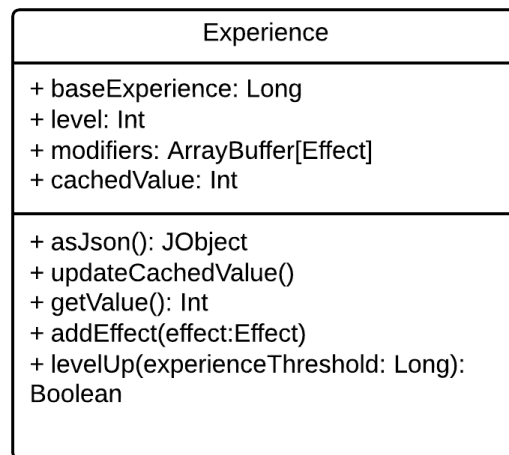 Experience
+ baseExperience: Long
+ level: Int
+ modifiers: ArrayBuffer[Effect]
+ cachedValue: Int
+ asJson(): JObject
+ updateCachedValue()
+ getValue(): Int
+ addEffect(effect:Effect)
+ levelUp(experienceThreshold: Long):
Boolean